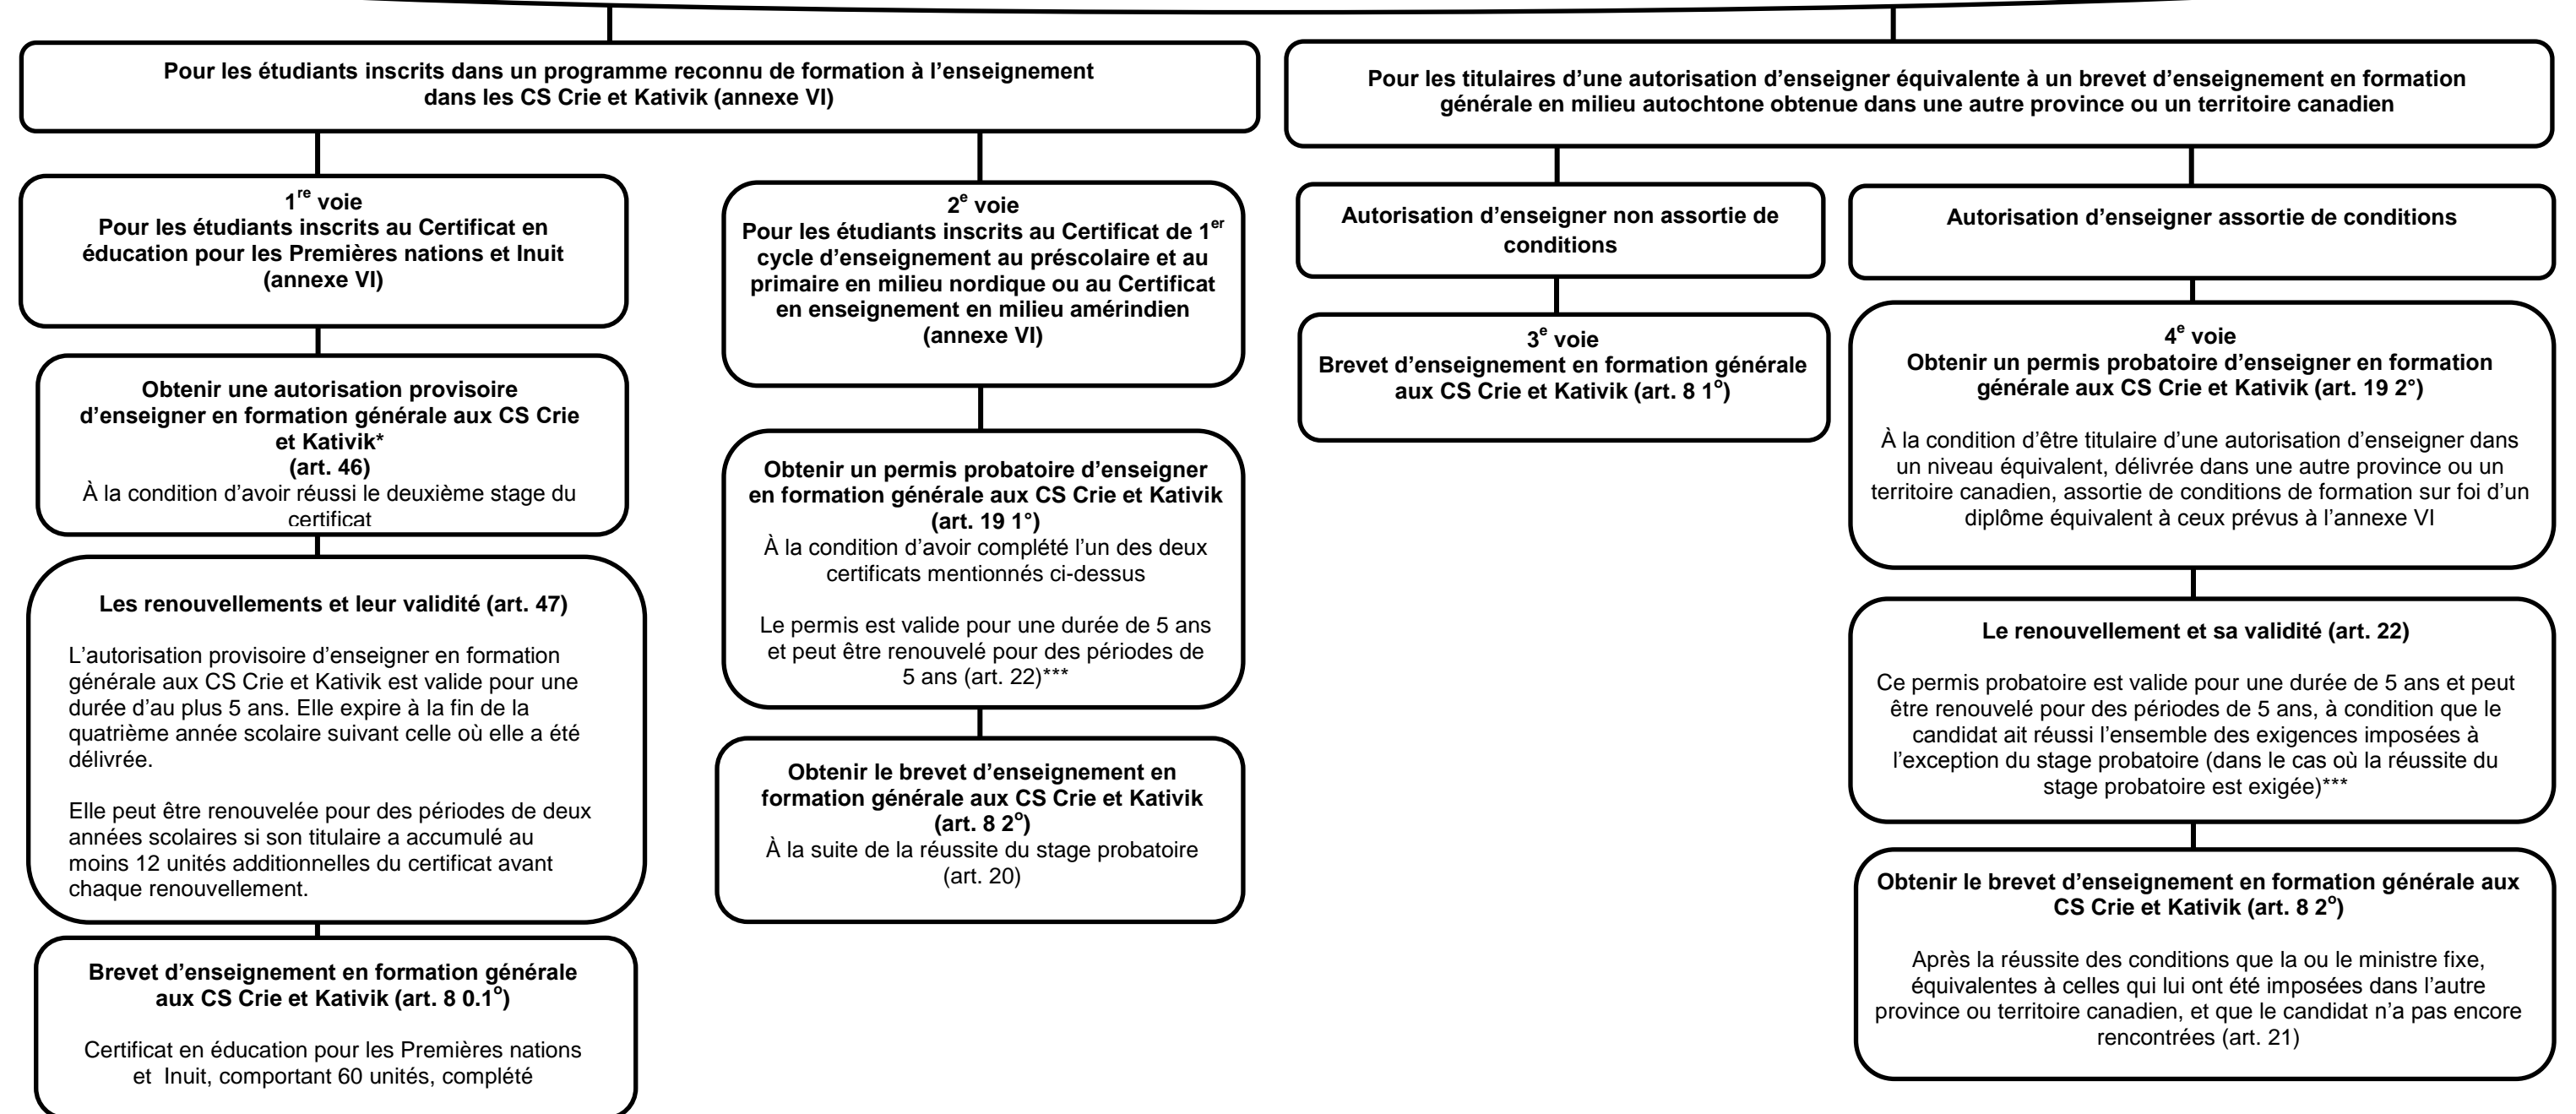 Pour les étudiants inscrits dans un programme reconnu de formation à l’enseignement
dans les CS Crie et Kativik (annexe VI)
Pour les titulaires d’une autorisation d’enseigner équivalente à un brevet d’enseignement en formation
générale en milieu autochtone obtenue dans une autre province ou un territoire canadien
1re voie
Pour les étudiants inscrits au Certificat en
éducation pour les Premières nations et Inuit
(annexe VI)
Obtenir une autorisation provisoire
d’enseigner en formation générale aux CS Crie
et Kativik*
(art. 46)
À la condition d’avoir réussi le deuxième stage du
certificat
Les renouvellements et leur validité (art. 47)
L’autorisation provisoire d’enseigner en formation
générale aux CS Crie et Kativik est valide pour une
durée d’au plus 5 ans. Elle expire à la fin de la
quatrième année scolaire suivant celle où elle a été
délivrée.
Elle peut être renouvelée pour des périodes de deux
années scolaires si son titulaire a accumulé au
moins 12 unités additionnelles du certificat avant
chaque renouvellement.
Brevet d’enseignement en formation générale
aux CS Crie et Kativik (art. 8 0.1o)
Certificat en éducation pour les Premières nations
et Inuit, comportant 60 unités, complété
2e voie
Pour les étudiants inscrits au Certificat de 1er
cycle d’enseignement au préscolaire et au
primaire en milieu nordique ou au Certificat
en enseignement en milieu amérindien
(annexe VI)
Obtenir un permis probatoire d’enseigner
en formation générale aux CS Crie et Kativik
(art. 19 1°)
À la condition d’avoir complété l’un des deux
certificats mentionnés ci-dessus
Le permis est valide pour une durée de 5 ans
et peut être renouvelé pour des périodes de
5 ans (art. 22)***
Obtenir le brevet d’enseignement en
formation générale aux CS Crie et Kativik
(art. 8 2o)
À la suite de la réussite du stage probatoire
(art. 20)
Autorisation d’enseigner non assortie de
conditions
3e voie
Brevet d’enseignement en formation générale
aux CS Crie et Kativik (art. 8 1o)
Autorisation d’enseigner assortie de conditions
4e voie
Obtenir un permis probatoire d’enseigner en formation
générale aux CS Crie et Kativik (art. 19 2°)
À la condition d’être titulaire d’une autorisation d’enseigner dans
un niveau équivalent, délivrée dans une autre province ou un
territoire canadien, assortie de conditions de formation sur foi d’un
diplôme équivalent à ceux prévus à l’annexe VI
Le renouvellement et sa validité (art. 22)
Ce permis probatoire est valide pour une durée de 5 ans et peut
être renouvelé pour des périodes de 5 ans, à condition que le
candidat ait réussi l’ensemble des exigences imposées à
l’exception du stage probatoire (dans le cas où la réussite du
stage probatoire est exigée)***
Obtenir le brevet d’enseignement en formation générale aux
CS Crie et Kativik (art. 8 2o)
Après la réussite des conditions que la ou le ministre fixe,
équivalentes à celles qui lui ont été imposées dans l’autre
province ou territoire canadien, et que le candidat n’a pas encore
rencontrées (art. 21)